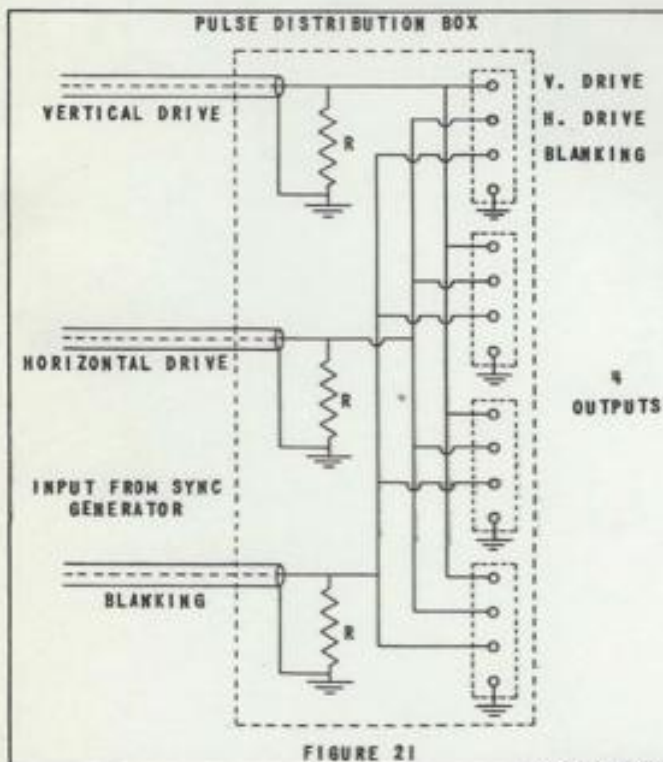 PULSE DISTRIBUTION BOX
VERTICAL DRIVE
R
V. DRIVE
H. DRIVE
BLANKING
HORIZONTAL DRIVE
R
4
OUTPUTS
INPUT FROM SYNC
GENERATOR
BLANKING
R
FIGURE 21